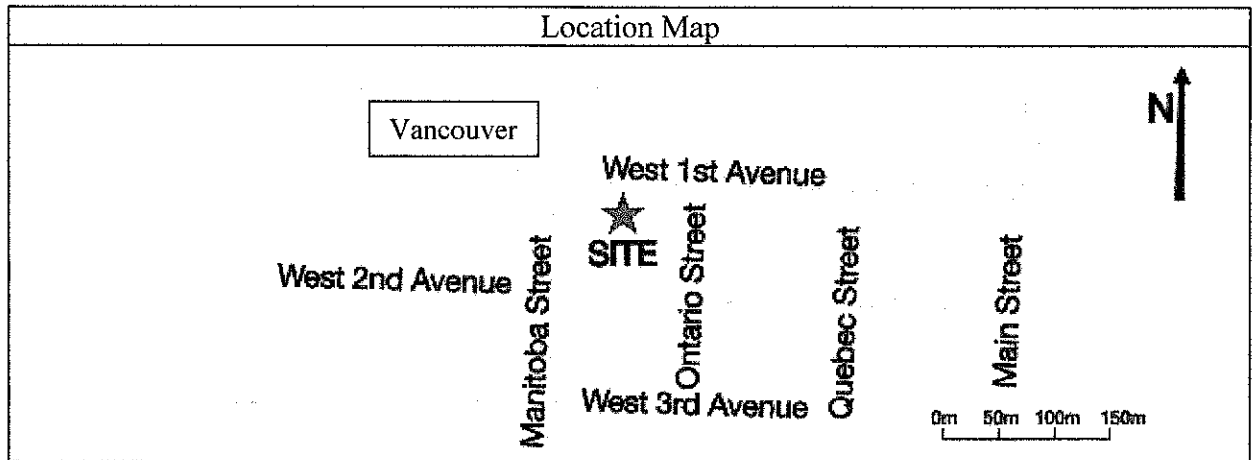 Location Map
Vancouver
N
West 1st Avenue
SITE
West 2nd Avenue
Manitoba Street
Ontario Street
Quebec Street
Main Street
West 3rd Avenue
0m 50m 100m 150m